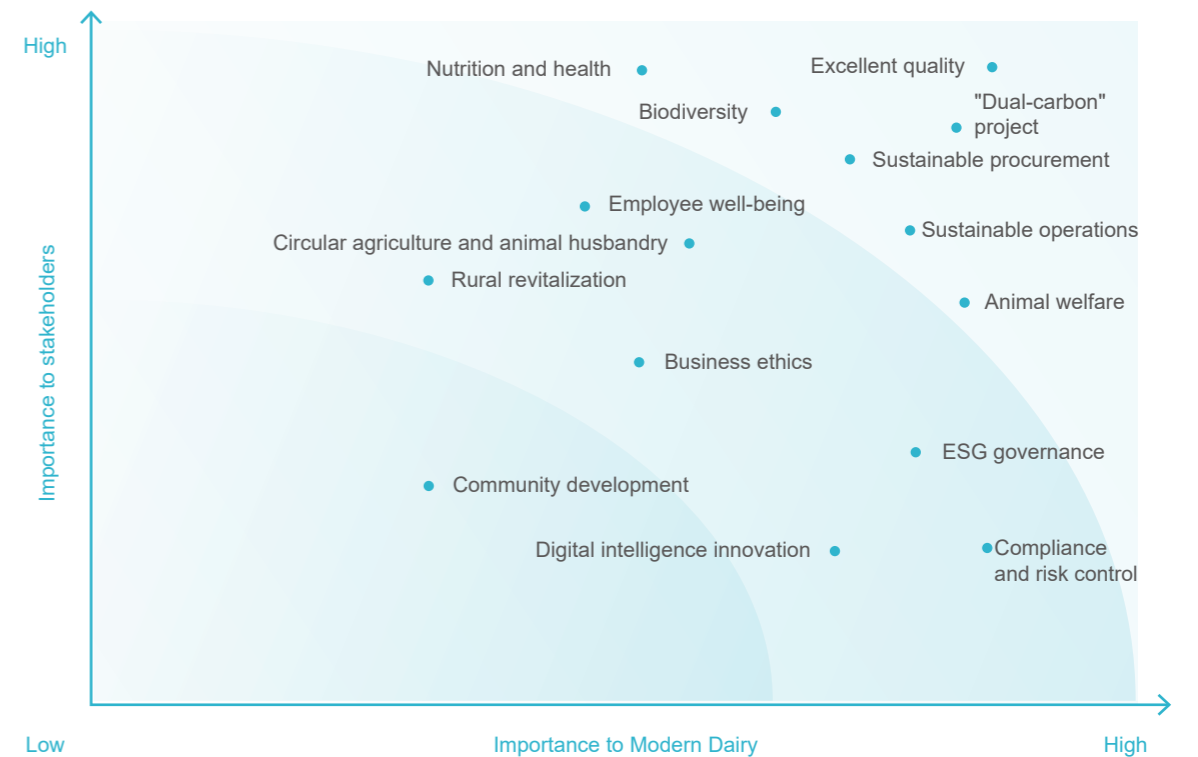 High
Nutrition and health
Excellent quality
Biodiversity
"Dual-carbon"
project
Sustainable procurement
Employee well-being
Sustainable operations
Circular agriculture and animal husbandry
Rural revitalization
Animal welfare
Importance to stakeholders
Business ethics
ESG governance
Community development
Digital intelligence innovation
Compliance
and risk control
Low
Importance to Modern Dairy
High